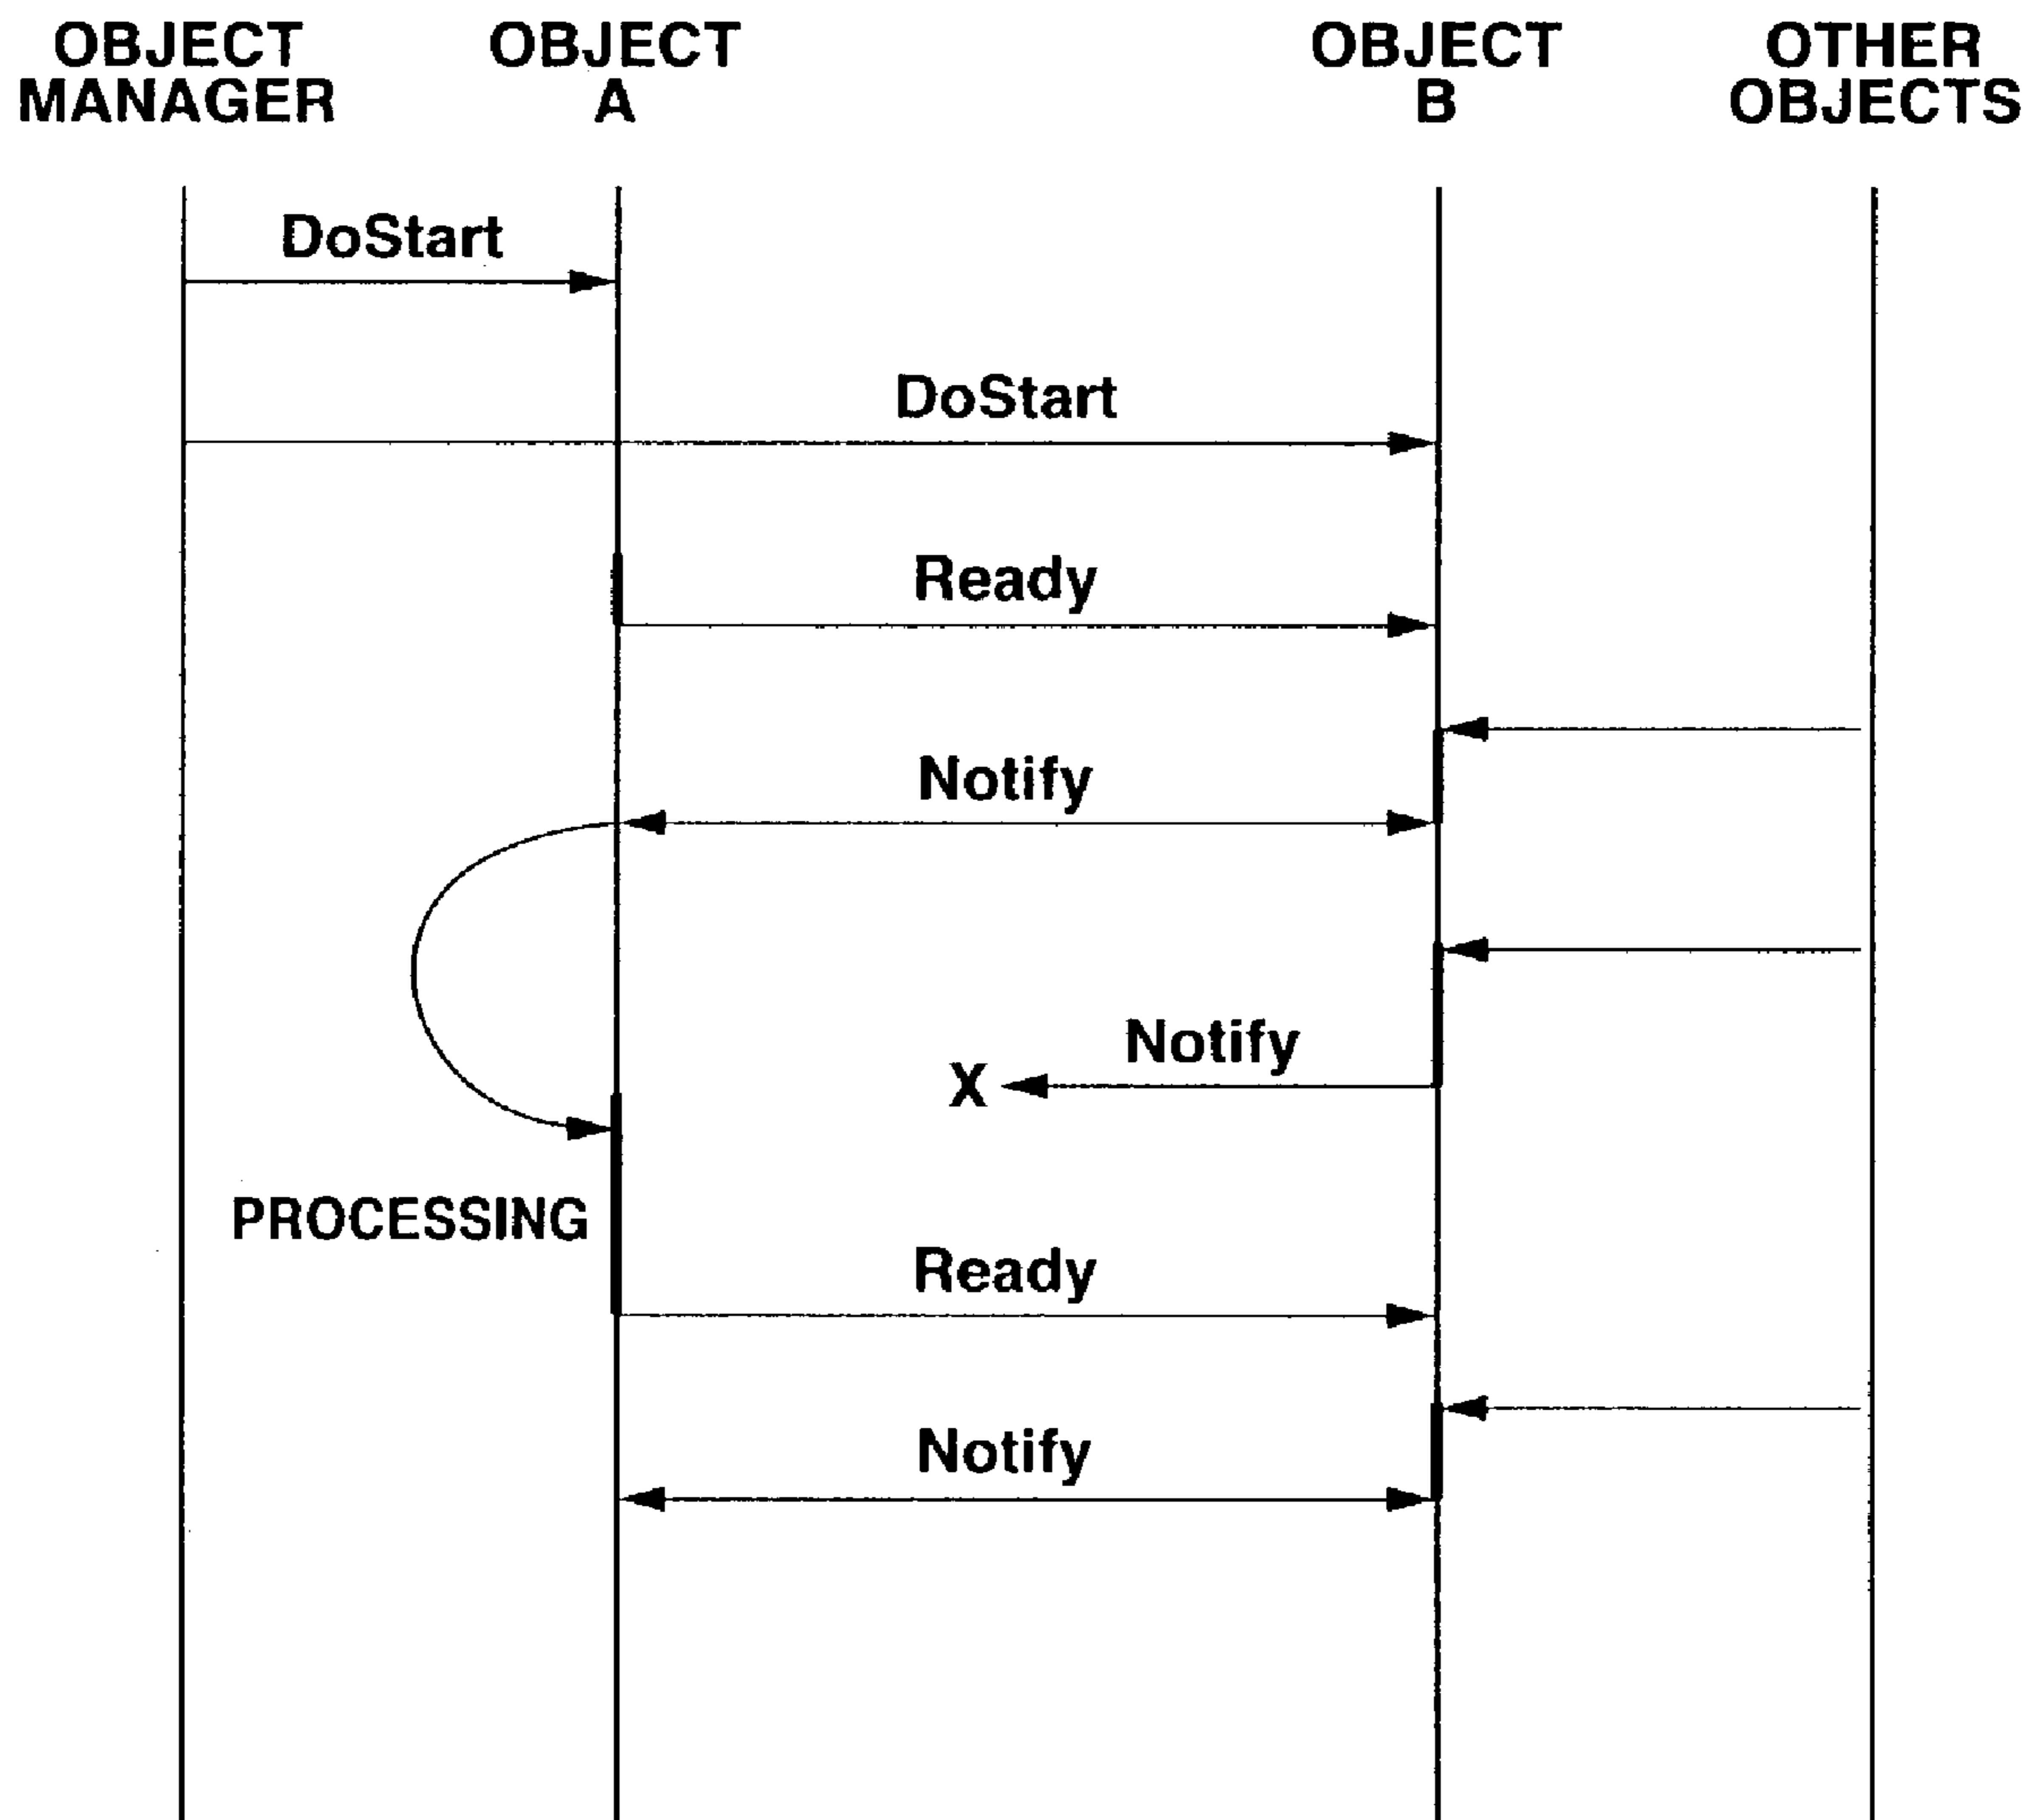 OBJECT
MANAGER
OBJECT
A
OBJECT
B
OTHER
OBJECTS
DoStart
DoStart
Ready
Notify
Notify
X
PROCESSING
Ready
Notify